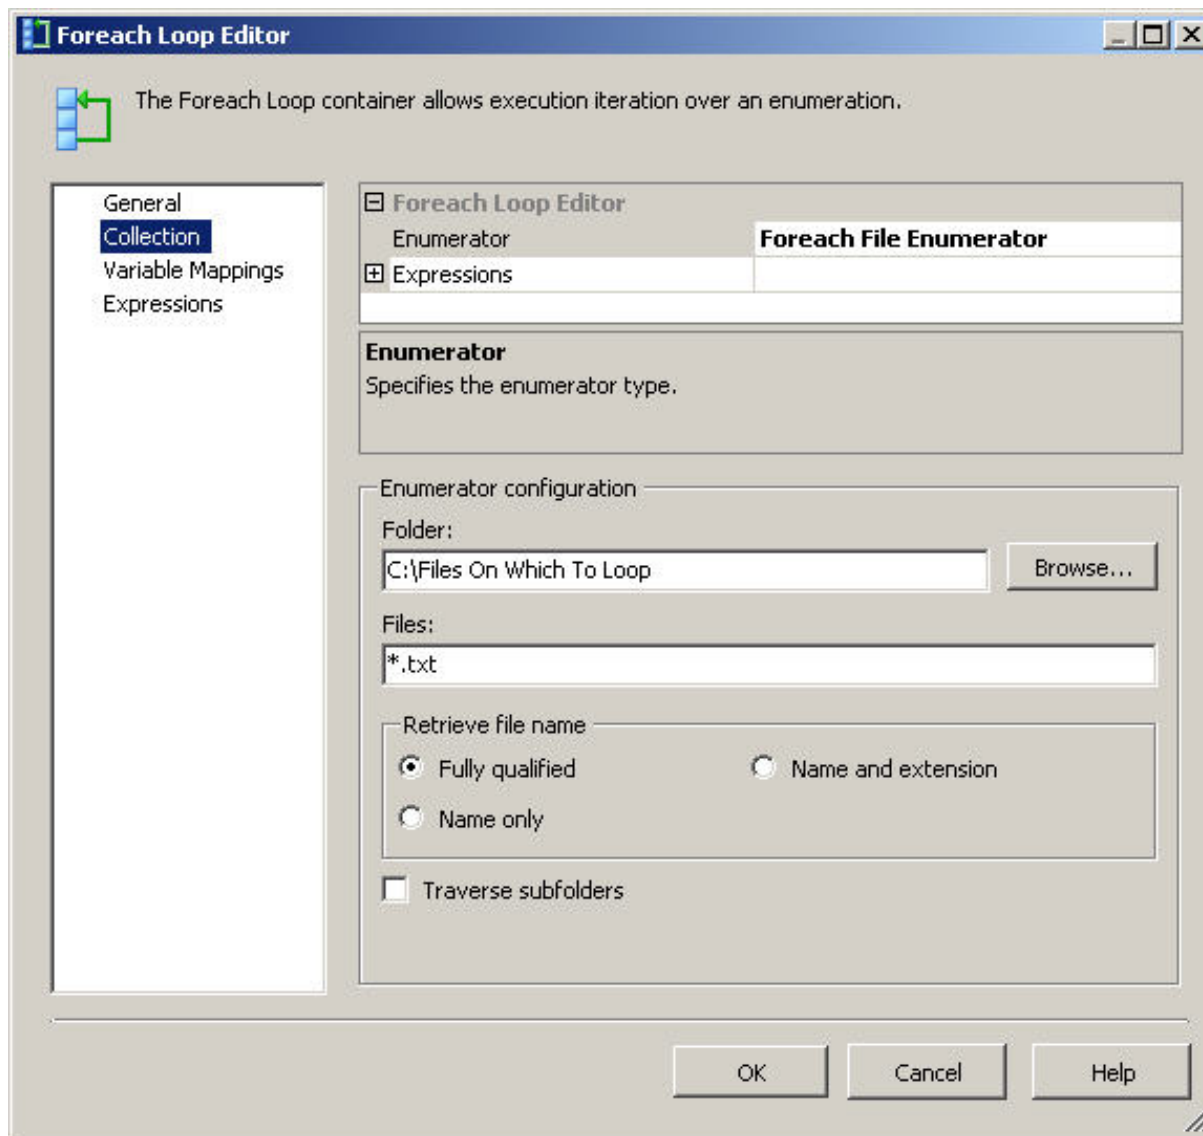 Foreach Loop Editor
The Foreach Loop container allows execution iteration over an enumeration.
General
Collection
Variable Mappings
Expressions
Foreach Loop Editor
Enumerator Foreach File Enumerator
Expressions
Enumerator
Specifies the enumerator type.
Enumerator configuration
Folder:
C:\Files On Which To Loop Browse...
Files:
*.txt
Retrieve file name
Fully qualified Name and extension
Name only
Traverse subfolders
OK Cancel Help